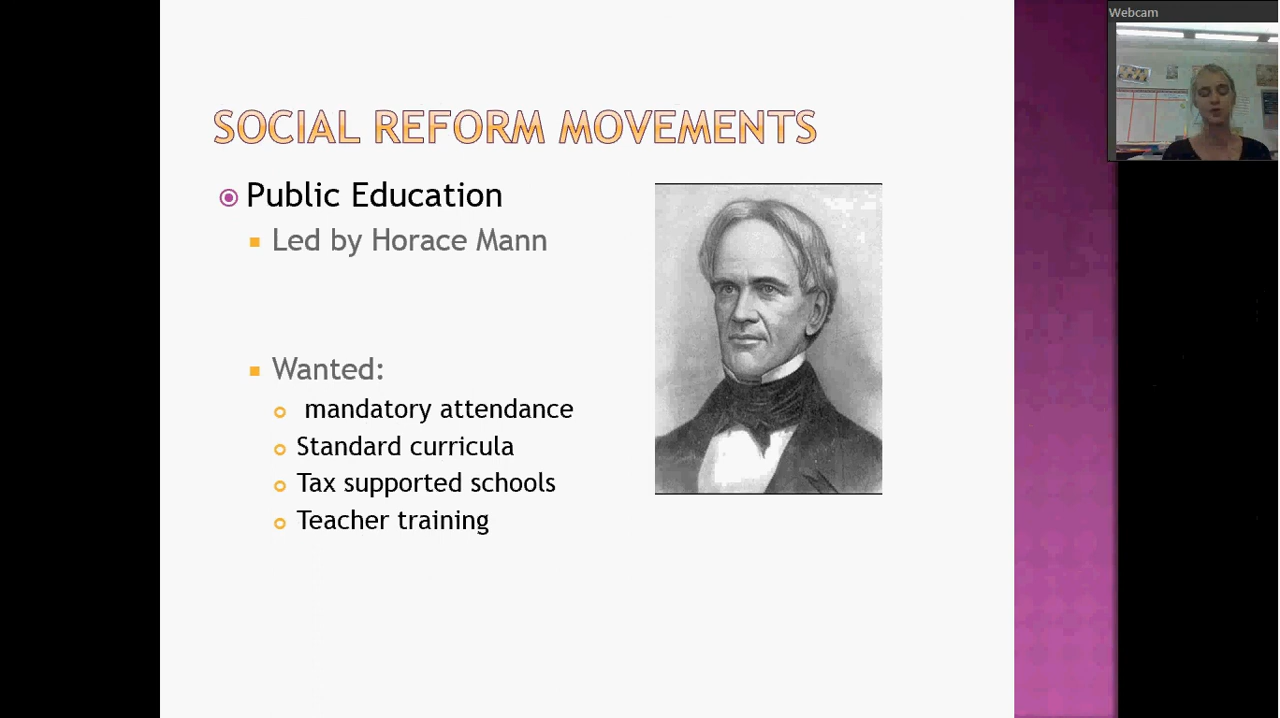 Webcam
SOCIAL REFORM MOVEMENTS
Public Education
Led by Horace Mann
Wanted:
mandatory attendance
Standard curricula
Tax supported schools
Teacher training